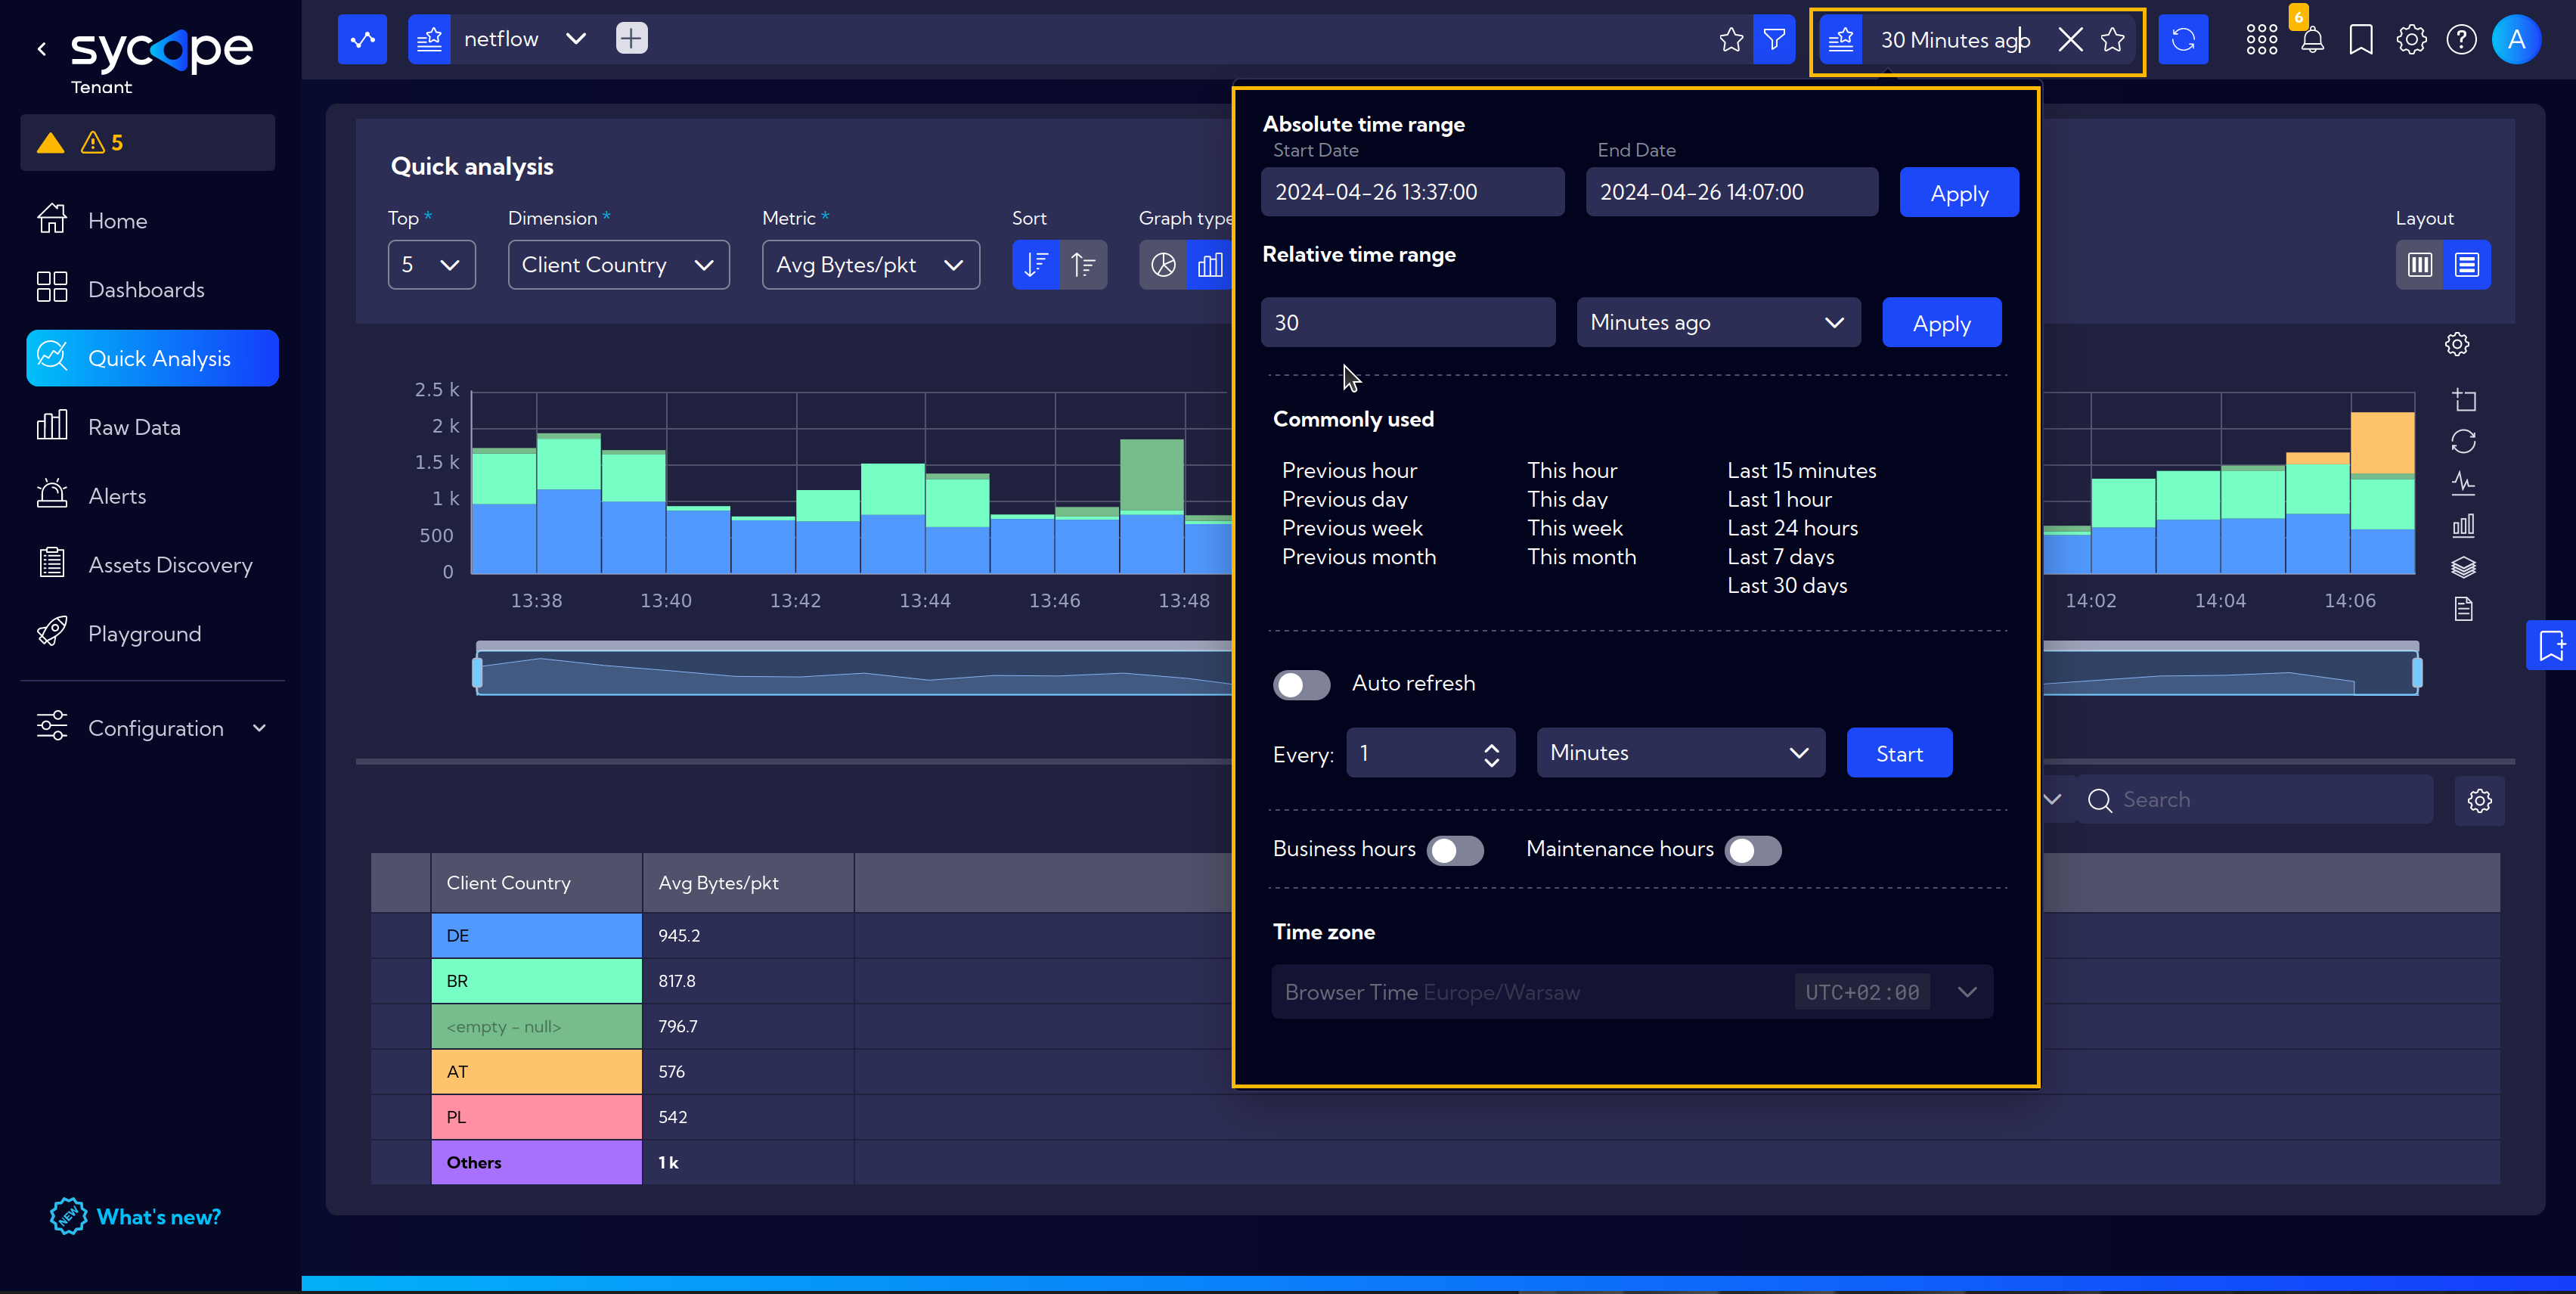 sycope
Tenant
5
Home
Dashboards
Quick Analysis
Raw Data
Alerts
Assets Discovery
Playground
Configuration
NEW What's new?
netflow
30 Minutes ago
6
A
Quick analysis
Top *
Dimension *
Metric *
Sort
Graph type
Layout
5
Client Country
Avg Bytes/pkt
2.5 k
2 k
1.5 k
1 k
500
0
13:38 13:40 13:42 13:44 13:46 13:48 14:02 14:04 14:06
Absolute time range
Start Date End Date
2024-04-26 13:37:00 2024-04-26 14:07:00 Apply
Relative time range
30 Minutes ago Apply
Commonly used
Previous hour This hour Last 15 minutes
Previous day This day Last 1 hour
Previous week This week Last 24 hours
Previous month This month Last 7 days
Last 30 days
Auto refresh
Every: 1 Minutes Start
Business hours Maintenance hours
Time zone
Browser Time Europe/Warsaw UTC+02:00
Search
Client Country Avg Bytes/pkt
DE 945.2
BR 817.8
<empty - null> 796.7
AT 576
PL 542
Others 1 k